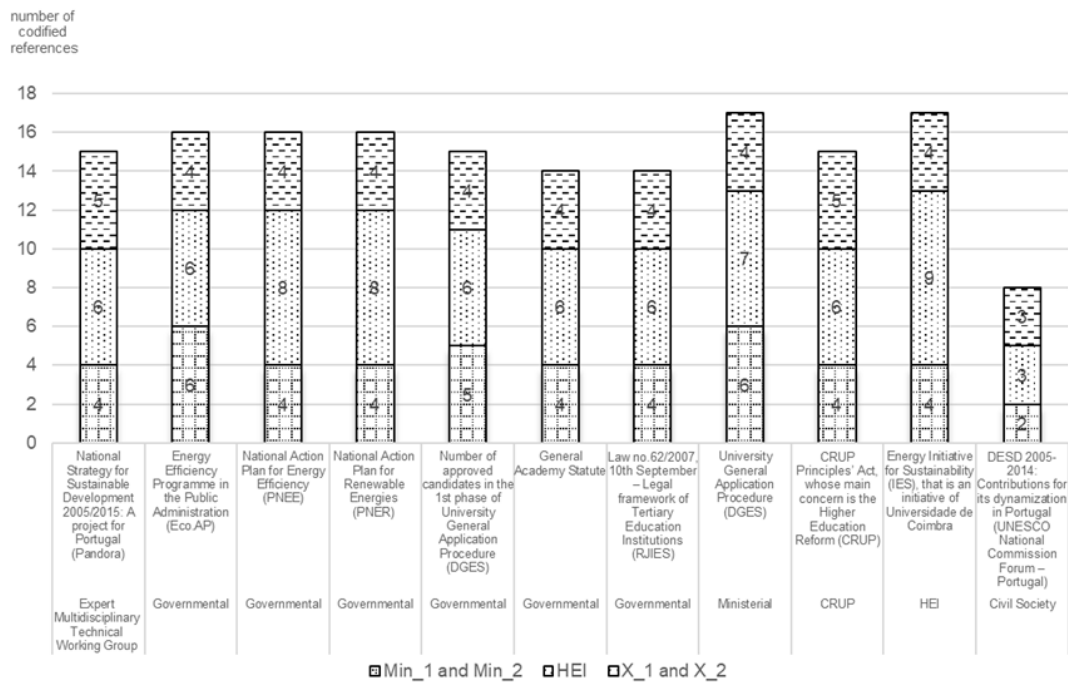 number of
codified
references
18
16
14
12
10
8
6
4
2
0
5
6
4
4
6
6
4
8
4
4
8
4
4
6
5
4
6
4
4
6
4
4
7
6
5
6
4
4
9
4
3
3
2
National
Strategy for
Sustainable
Development
2005/2015: A
project for
Portugal
(Pandora)
Energy
Efficiency
Programme in
the Public
Administration
(Eco.AP)
National Action
Plan for Energy
Efficiency
(PNEE)
National Action
Plan for
Renewable
Energies
(PNER)
Number of
approved
candidates in the
1st phase of
University
General
Application
Procedure
(DGES)
General
Academy Statute
Law no.62/2007,
10th September
– Legal
framework of
Tertiary
Education
Institutions
(RJIES)
University
General
Application
Procedure
(DGES)
CRUP
Principles' Act,
whose main
concern is the
Higher
Education
Reform (CRUP)
Energy Initiative
for Sustainability
(IES), that is an
initiative of
Universidade de
Coimbra
DESD 2005-
2014:
Contributions for
its dynamization
in Portugal
(UNESCO
National
Commission
Forum –
Portugal)
Expert
Multidisciplinary
Technical
Working Group
Governmental
Governmental
Governmental
Governmental
Governmental
Governmental
Ministerial
CRUP
HEI
Civil Society
Min_1 and Min_2
HEI
X_1 and X_2